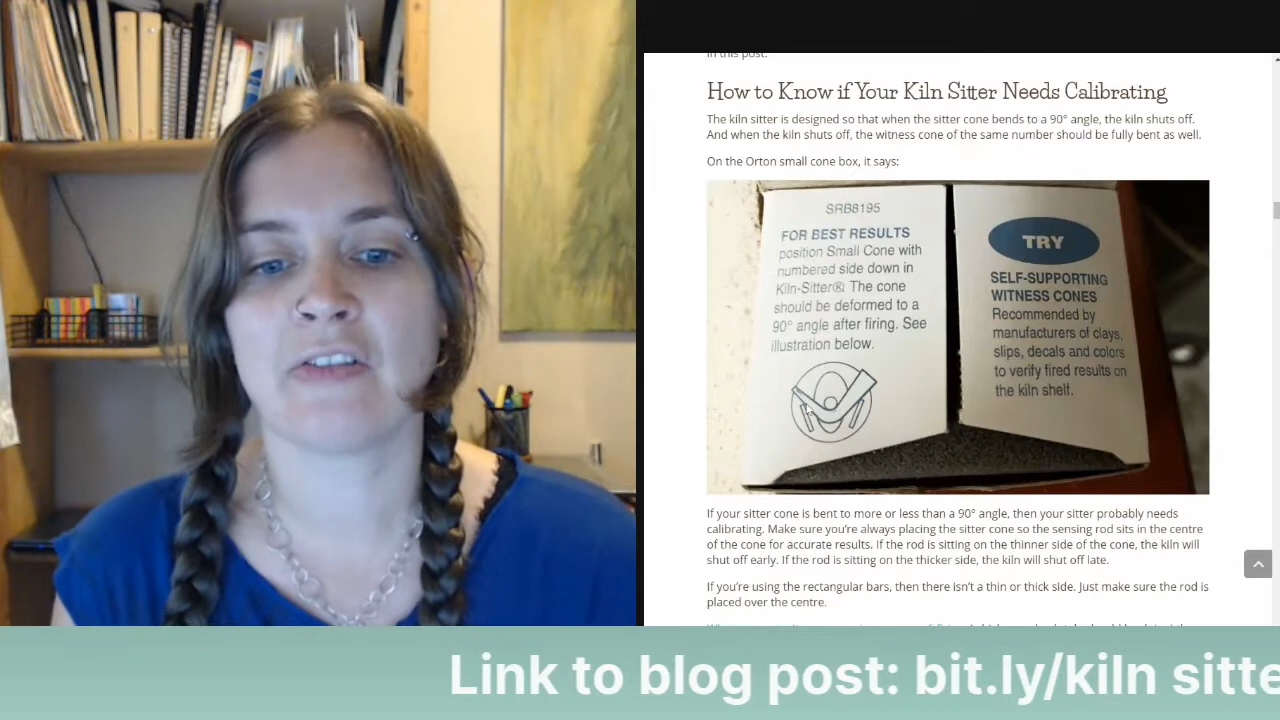 in this post.
How to Know if Your Kiln Sitter Needs Calibrating
The kiln sitter is designed so that when the sitter cone bends to a 90° angle, the kiln shuts off.
And when the kiln shuts off, the witness cone of the same number should be fully bent as well.
On the Orton small cone box, it says:
SRB8195
FOR BEST RESULTS
position Small Cone with
numbered side down in
Kiln-Sitter® The cone
should be deformed to a
90° angle after firing. See
illustration below.
TRY
SELF-SUPPORTING
WITNESS CONES
Recommended by
manufacturers of clays,
slips, decals and colors
to verify fired results on
the kiln shelf.
If your sitter cone is bent to more or less than a 90° angle, then your sitter probably needs
calibrating. Make sure you're always placing the sitter cone so the sensing rod sits in the centre
of the cone for accurate results. If the rod is sitting on the thinner side of the cone, the kiln will
shut off early. If the rod is sitting on the thicker side, the kiln will shut off late.
If you're using the rectangular bars, then there isn't a thin or thick side. Just make sure the rod is
placed over the centre.
Link to blog post: bit.ly/kiln sitte